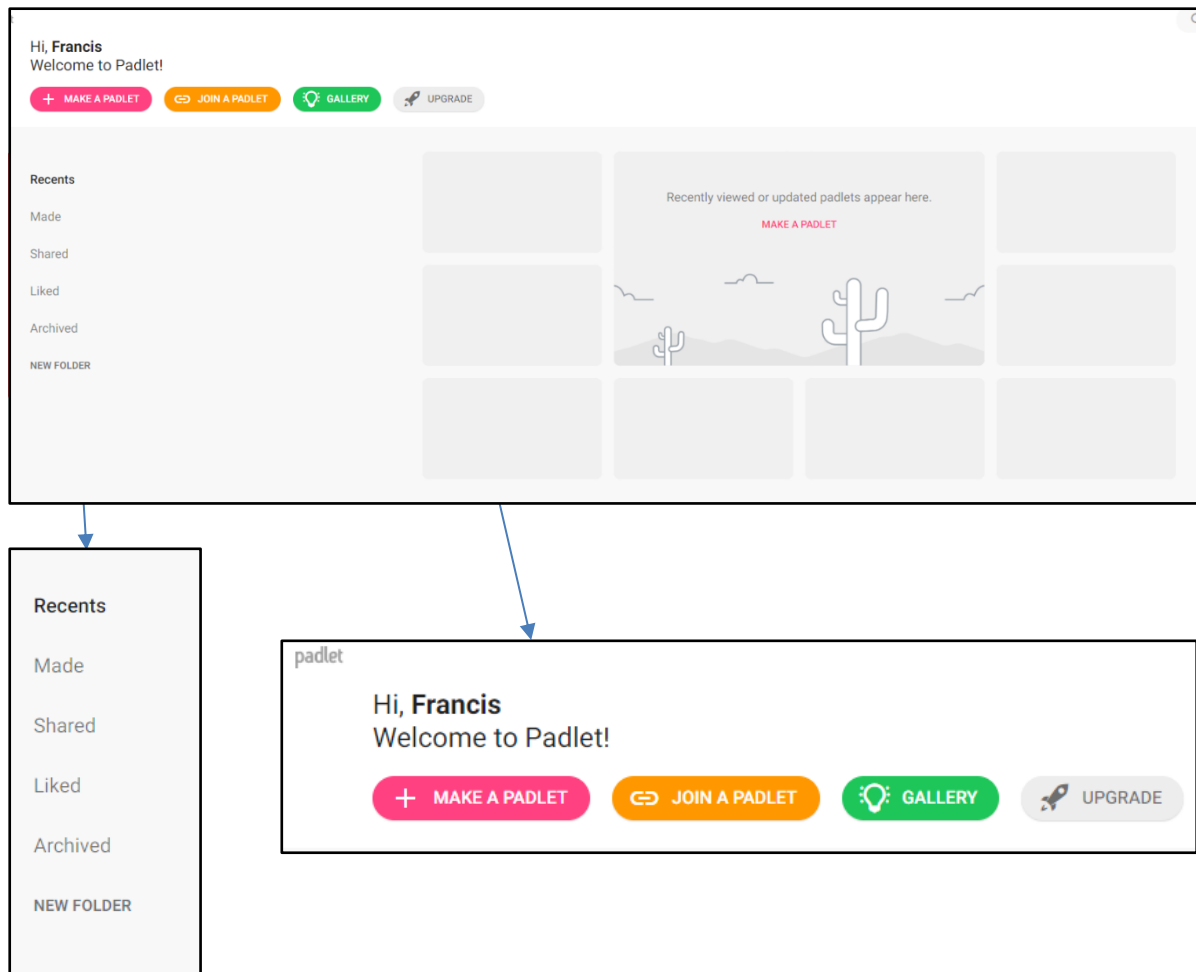 Hi, Francis
Welcome to Padlet!
MAKE A PADLET JOIN A PADLET GALLERY UPGRADE
Recents
Made
Shared
Liked
Archived
NEW FOLDER
Recently viewed or updated padlets appear here.
MAKE A PADLET
Recents
Made
Shared
Liked
Archived
NEW FOLDER
padlet
Hi, Francis
Welcome to Padlet!
MAKE A PADLET JOIN A PADLET GALLERY UPGRADE